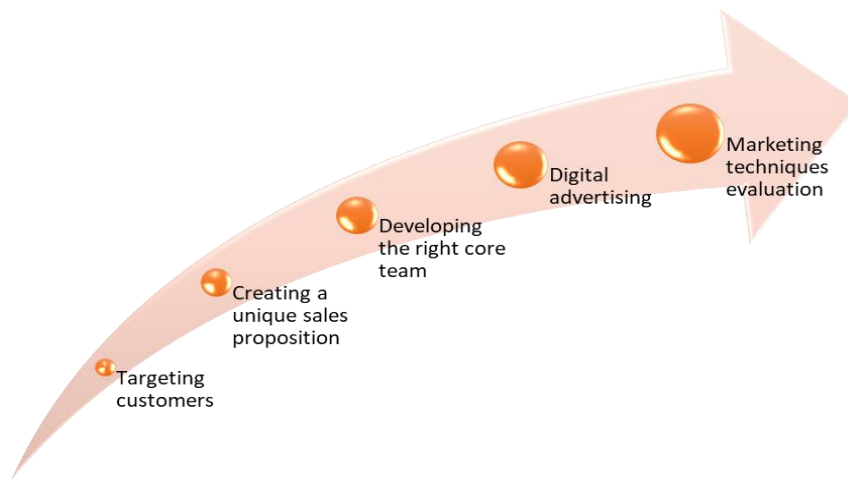 Targeting
customers
Creating a
unique sales
proposition
Developing
the right core
team
Digital
advertising
Marketing
techniques
evaluation